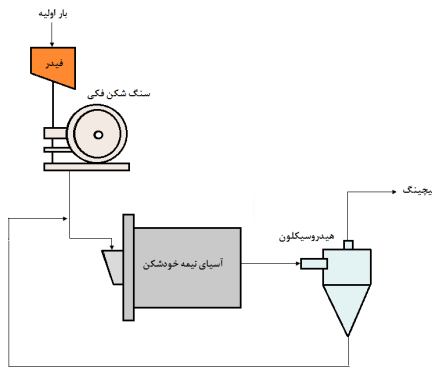 بار اولیه
فیدر
سنگ شکن فکی
لیچینگ
هیدروسیکلون
آسیای نیمه خودشکن